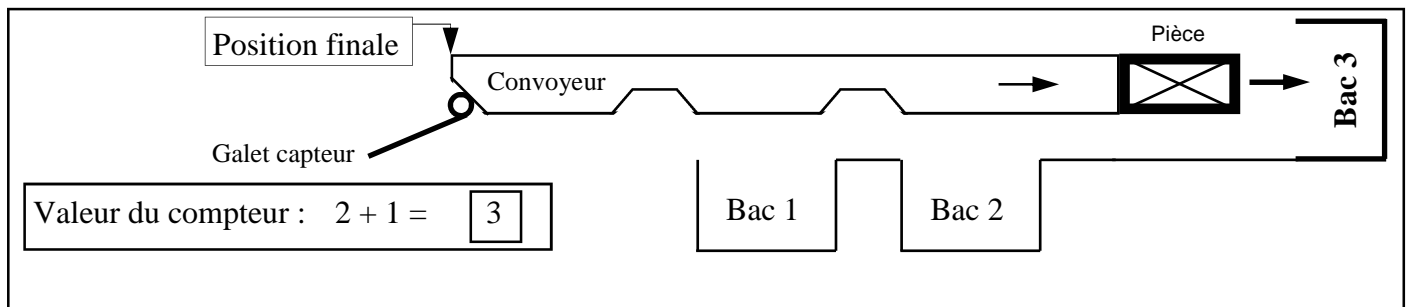 Position finale
Pièce
Convoyeur
Bac 3
Galet capteur
Valeur du compteur : 2 + 1 = 3
Bac 1
Bac 2